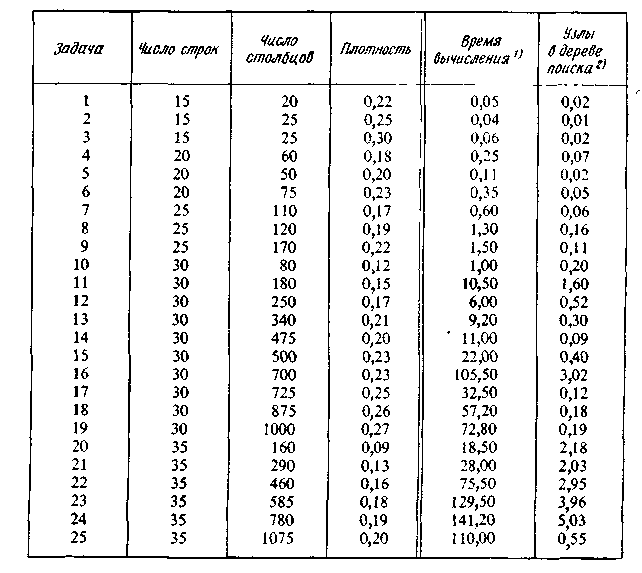 Задача Число строк Число столбцов Плотность Время вычисления 1) Узлы в дереве поиска 2)
1 15 20 0,22 0,05 0,02
2 15 25 0,25 0,04 0,01
3 15 25 0,30 0,06 0,02
4 20 60 0,18 0,25 0,07
5 20 50 0,20 0,11 0,02
6 20 75 0,23 0,35 0,05
7 25 110 0,17 0,60 0,06
8 25 120 0,19 1,30 0,16
9 25 170 0,22 1,50 0,11
10 30 80 0,12 1,00 0,20
11 30 180 0,15 10,50 1,60
12 30 250 0,17 6,00 0,52
13 30 340 0,21 9,20 0,30
14 30 475 0,20 11,00 0,09
15 30 500 0,23 22,00 0,40
16 30 700 0,23 105,50 3,02
17 30 725 0,25 32,50 0,12
18 30 875 0,26 57,20 0,18
19 30 1000 0,27 72,80 0,19
20 35 160 0,09 18,50 2,18
21 35 290 0,13 28,00 2,03
22 35 460 0,16 75,50 2,95
23 35 585 0,18 129,50 3,96
24 35 780 0,19 141,20 5,03
25 35 1075 0,20 110,00 0,55